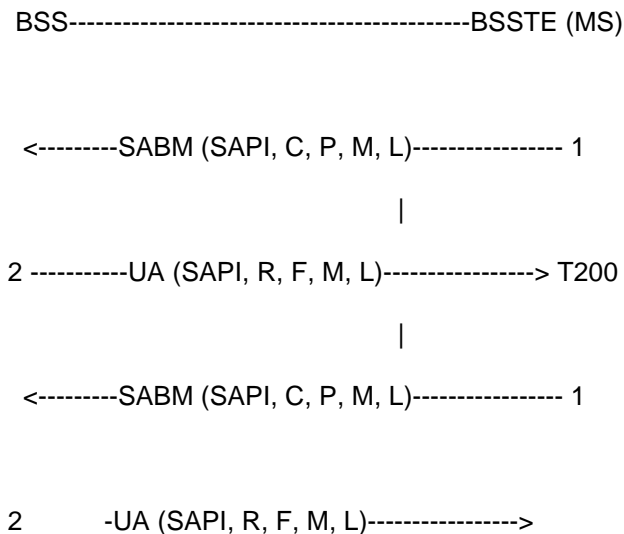 BSS---------------------------------------------BSSTE (MS)
<---------SABM (SAPI, C, P, M, L)----------------- 1
|
2 -----------UA (SAPI, R, F, M, L)-----------------> T200
|
<---------SABM (SAPI, C, P, M, L)----------------- 1
2 -UA (SAPI, R, F, M, L)----------------->